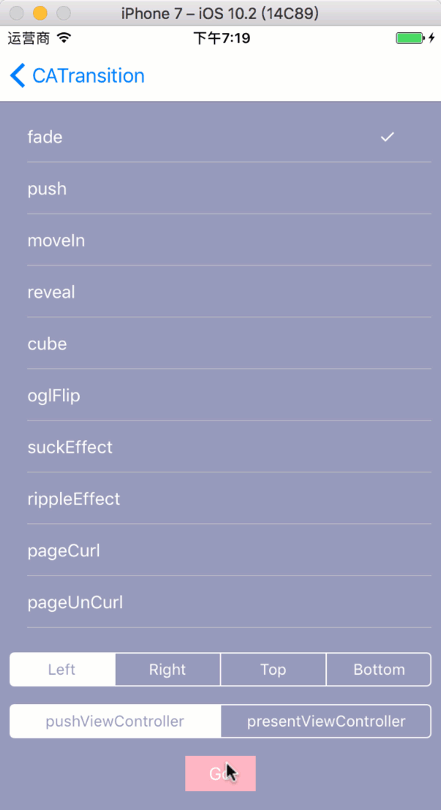 iPhone 7 – iOS 10.2 (14C89)
运营商 下午7:19
CATransition
fade
push
moveIn
reveal
cube
oglFlip
suckEffect
rippleEffect
pageCurl
pageUnCurl
Left Right Top Bottom
pushViewController presentViewController